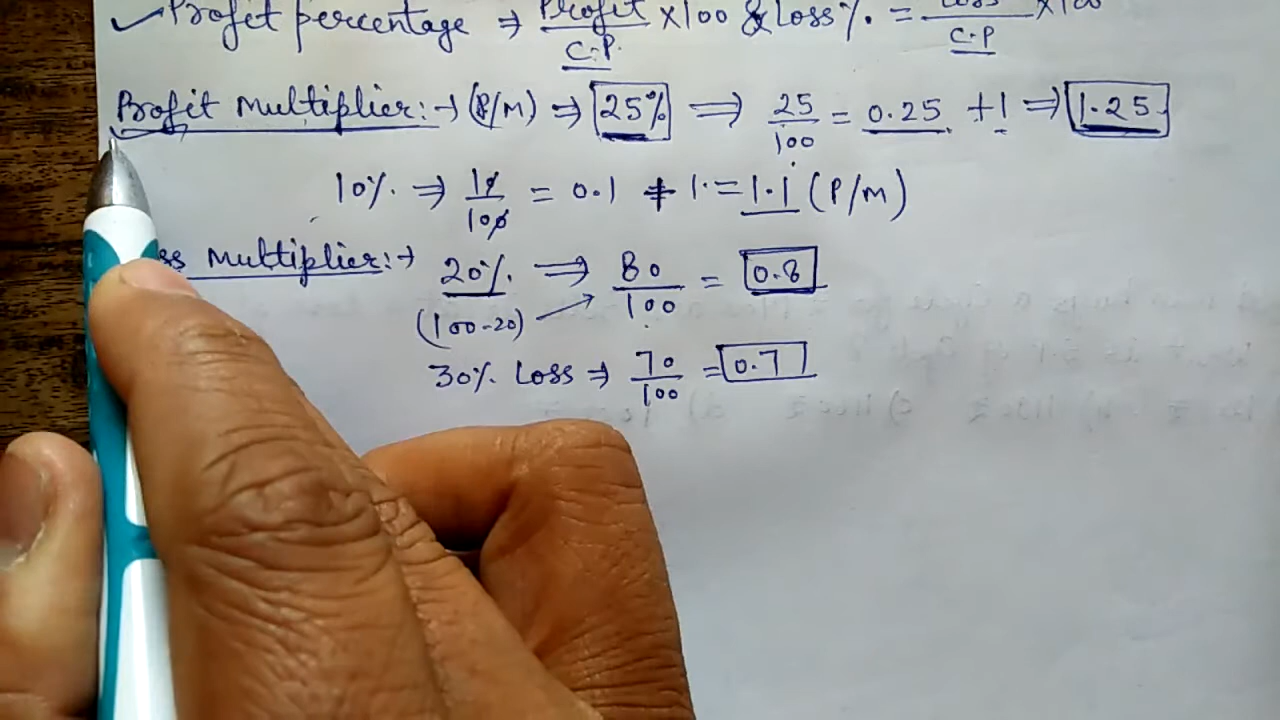 ✓Profit percentage ⇒ Profit/C.P. ×100 & Loss%. = Loss/C.P ×100
Profit Multiplier:→ (P/M) ⇒ 25% ⇒ 25/100 = 0.25 +1 ⇒ 1.25
10%. ⇒ 10/100 = 0.1 + 1.= 1.1 (P/M)
ss Multiplier:→ 20%. ⇒ 80/100 = 0.8
(100-20)
30%. Loss ⇒ 70/100 = 0.7